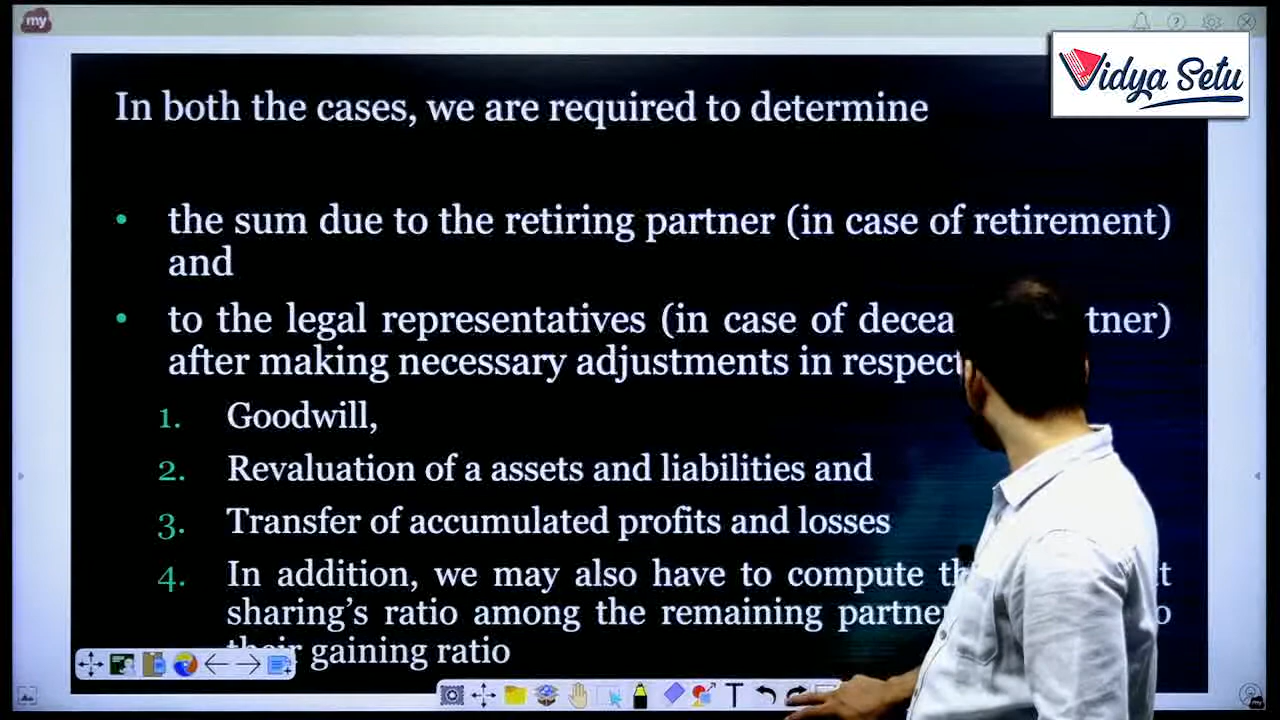 my
Vidya Setu
In both the cases, we are required to determine
• the sum due to the retiring partner (in case of retirement)
and
• to the legal representatives (in case of decea tner)
after making necessary adjustments in respect
1. Goodwill,
2. Revaluation of a assets and liabilities and
3. Transfer of accumulated profits and losses
4. In addition, we may also have to compute
sharing's ratio among the remaining
their gaining ratio